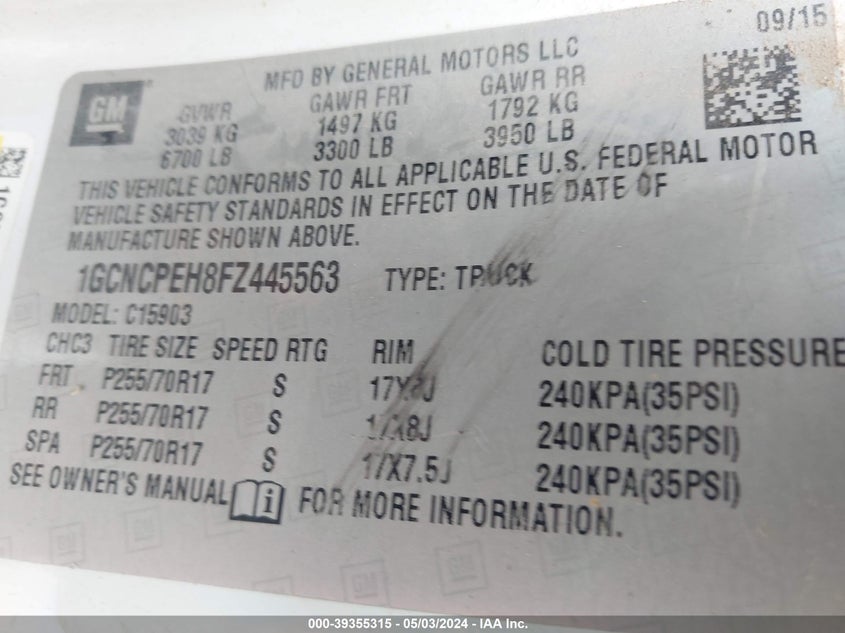 09/15
MFD BY GENERAL MOTORS LLC
GM
GVWR GAWR FRT GAWR RR
3039 KG 1497 KG 1792 KG
6700 LB 3300 LB 3950 LB
THIS VEHICLE CONFORMS TO ALL APPLICABLE U.S. FEDERAL MOTOR
VEHICLE SAFETY STANDARDS IN EFFECT ON THE DATE OF
MANUFACTURE SHOWN ABOVE.
1GCNCPEH8FZ445563 TYPE: TRUCK
MODEL: C15903
CHC3 TIRE SIZE SPEED RTG RIM COLD TIRE PRESSURE
FRT P255/70R17 S 240KPA(35PSI)
RR P255/70R17 S 17X8J 240KPA(35PSI)
SPA P255/70R17 S 17X7.5J 240KPA(35PSI)
SEE OWNER'S MANUAL i FOR MORE INFORMATION.
000-39355315 - 05/03/2024 - IAA Inc.